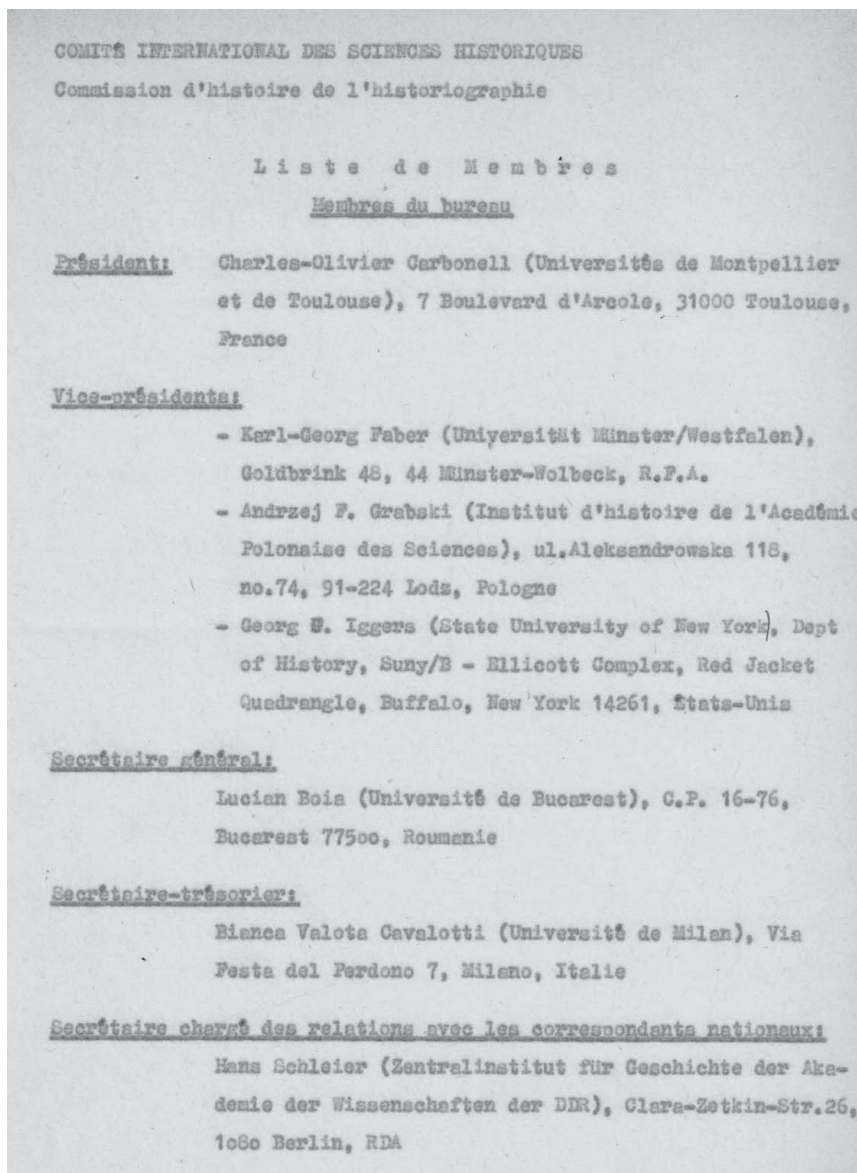 COMITÉ INTERNATIONAL DES SCIENCES HISTORIQUES
Commission d'histoire de l'historiographie
Liste de Membres
Membres du bureau
Président: Charles-Olivier Carbonell (Universités de Montpellier
et de Toulouse), 7 Boulevard d'Arcole, 31000 Toulouse,
France
Vice-présidents:
- Karl-Georg Faber (Universität Münster/Westfalen),
Goldbrink 48, 44 Münster-Wolbeck, R.F.A.
- Andrzej F. Grabski (Institut d'histoire de l'Académie
Polonaise des Sciences), ul.Aleksandrowska 118,
no.74, 91-224 Lodz, Pologne
- Georg G. Iggers (State University of New York), Dept
of History, Suny/B - Ellicott Complex, Red Jacket
Quadrangle, Buffalo, New York 14261, États-Unis
Secrétaire général:
Lucian Boia (Université de Bucarest), C.P. 16-76,
Bucarest 775oo, Roumanie
Secrétaire-trésorier:
Bianca Valota Cavalotti (Université de Milan), Via
Festa del Perdono 7, Milano, Italie
Secrétaire chargé des relations avec les correspondants nationaux:
Hans Schleier (Zentralinstitut für Geschichte der Aka-
demie der Wissenschaften der DDR), Clara-Zetkin-Str.26,
1o8o Berlin, RDA